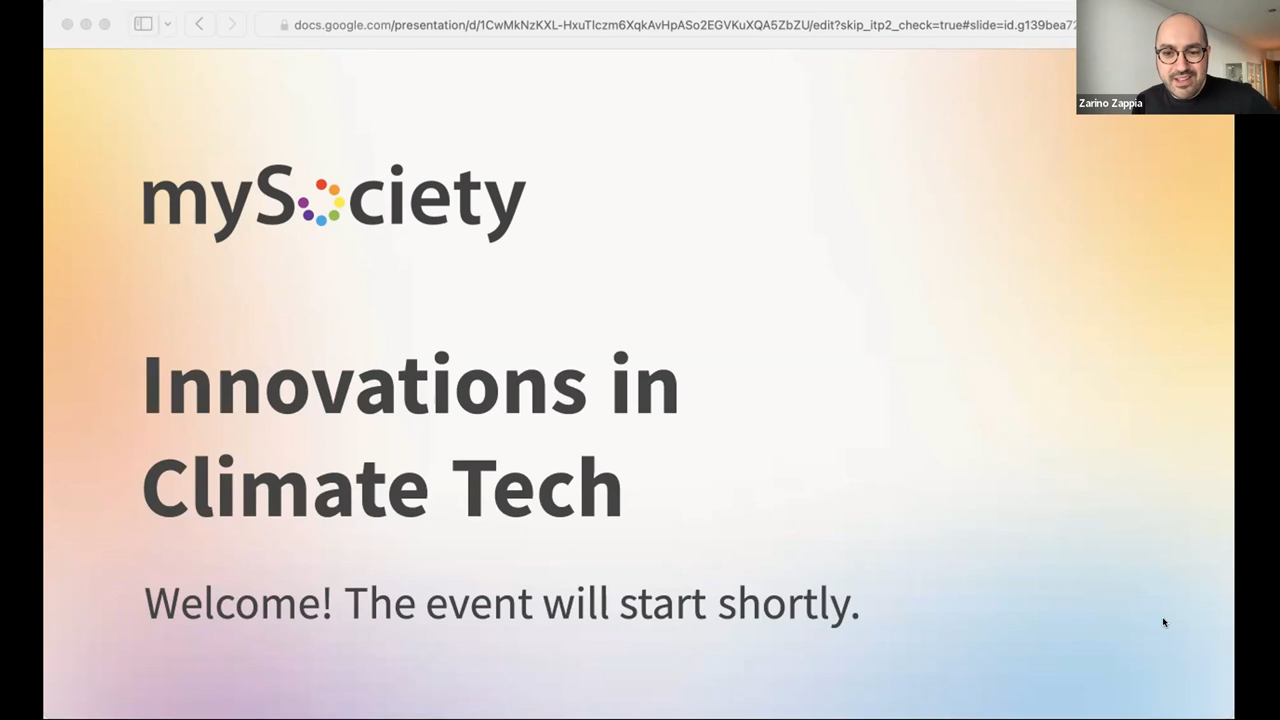 docs.google.com/presentation/d/1CwMkNzKXL-HxuTlczm6XqkAvHpASo2EGVKuXQA5ZbZU/edit?skip_itp2_check=true#slide=id.g139bea7
Zarino Zappia
mySociety
Innovations in
Climate Tech
Welcome! The event will start shortly.